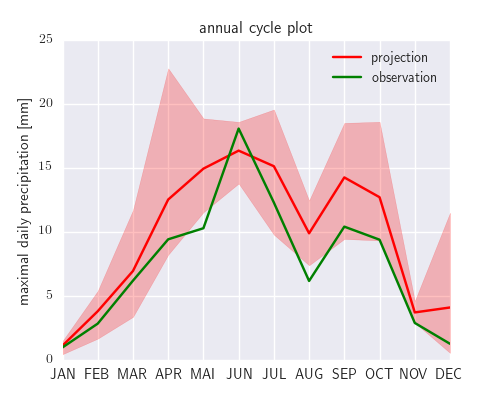 annual cycle plot
projection
observation
maximal daily precipitation [mm]
25
20
15
10
5
0
JAN FEB MAR APR MAI JUN JUL AUG SEP OCT NOV DEC